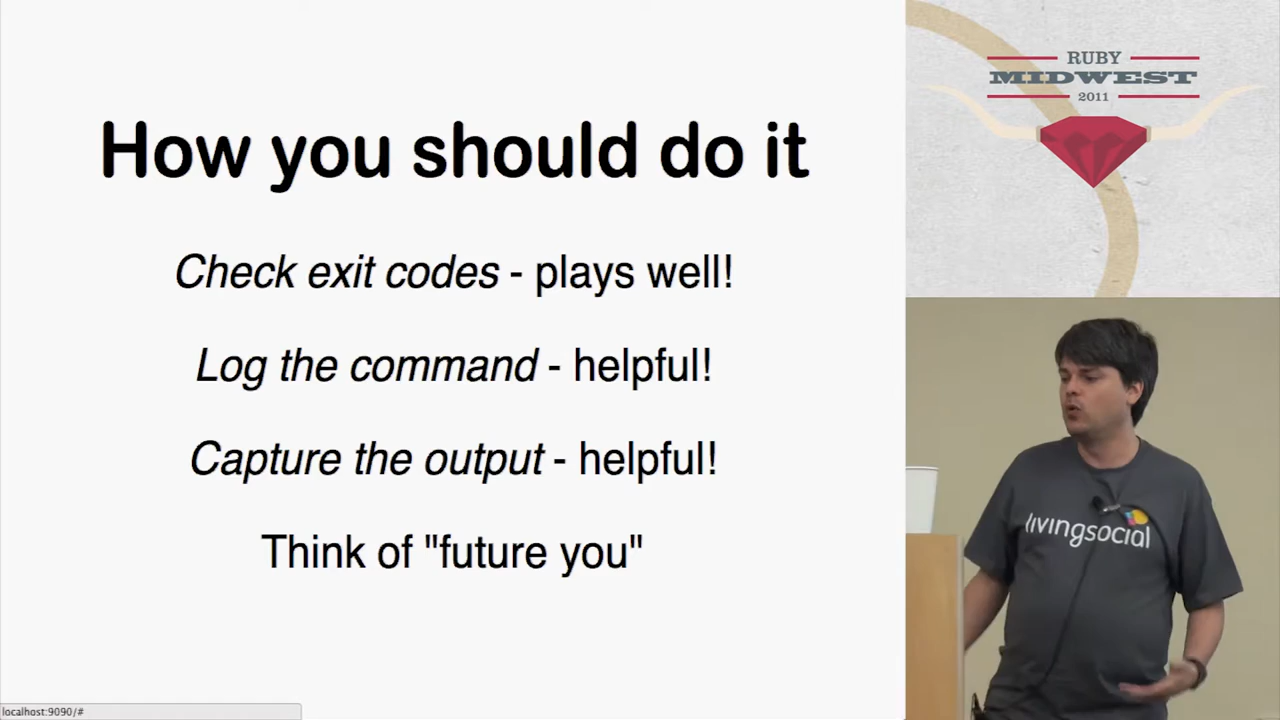 How you should do it
Check exit codes - plays well!
Log the command - helpful!
Capture the output - helpful!
Think of "future you"
localhost:9090/#
RUBY
MIDWEST
2011
livingsocial